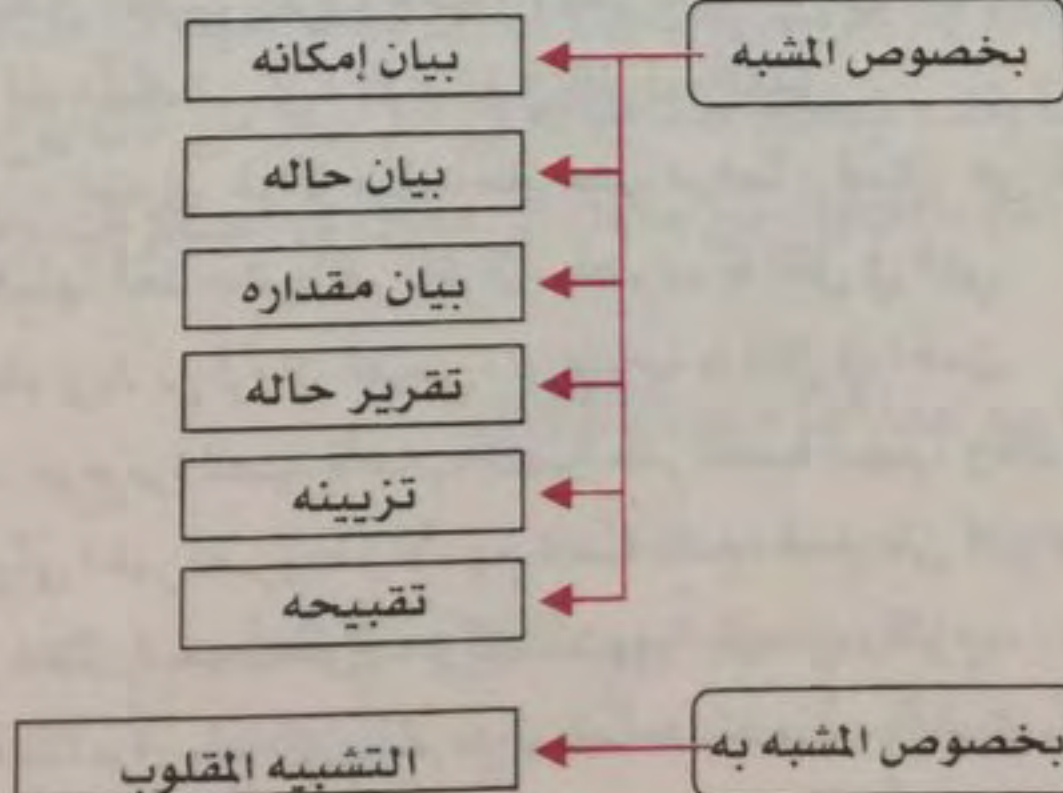 بخصوص المشبه
بيان إمكانه
بيان حاله
بيان مقداره
تقرير حاله
تزيينه
تقبيحه
بخصوص المشبه به
التشبيه المقلوب